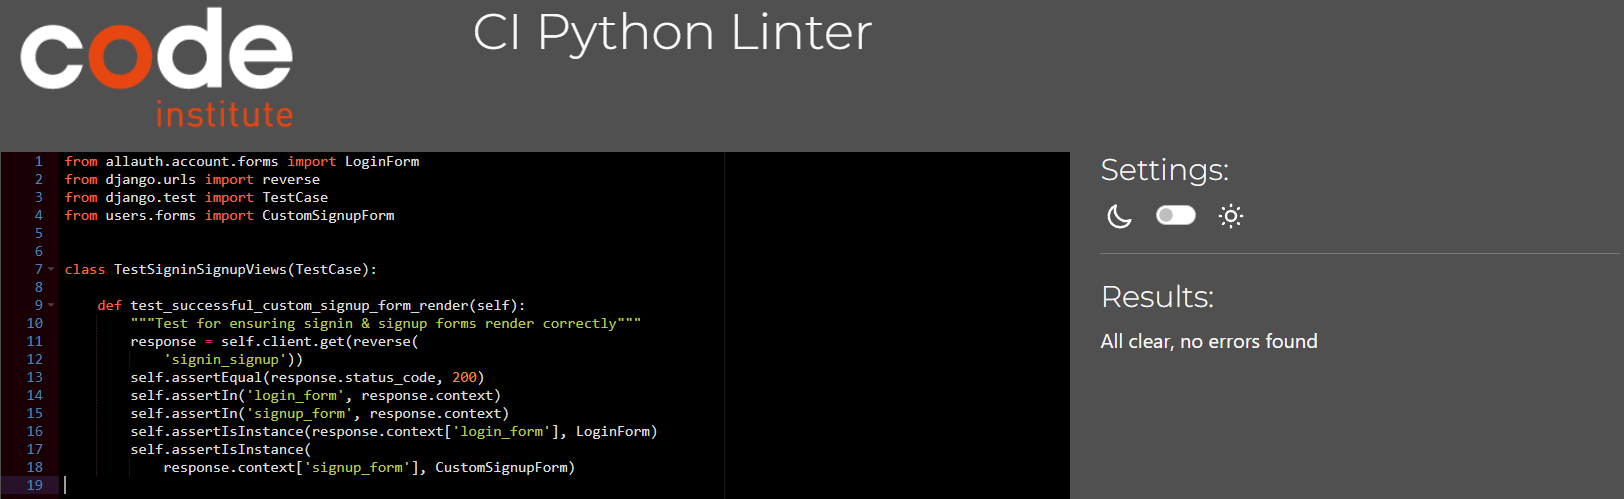 code
institute
CI Python Linter
1 from allauth.account.forms import LoginForm
2 from django.urls import reverse
3 from django.test import TestCase
4 from users.forms import CustomSignupForm
5
6
7 class TestSigninSignupViews(TestCase):
8
9     def test_successful_custom_signup_form_render(self):
10         """Test for ensuring signin & signup forms render correctly"""
11         response = self.client.get(reverse(
12             'signin_signup'))
13         self.assertEqual(response.status_code, 200)
14         self.assertIn('login_form', response.context)
15         self.assertIn('signup_form', response.context)
16         self.assertIsInstance(response.context['login_form'], LoginForm)
17         self.assertIsInstance(
18             response.context['signup_form'], CustomSignupForm)
19
Settings:
Results:
All clear, no errors found